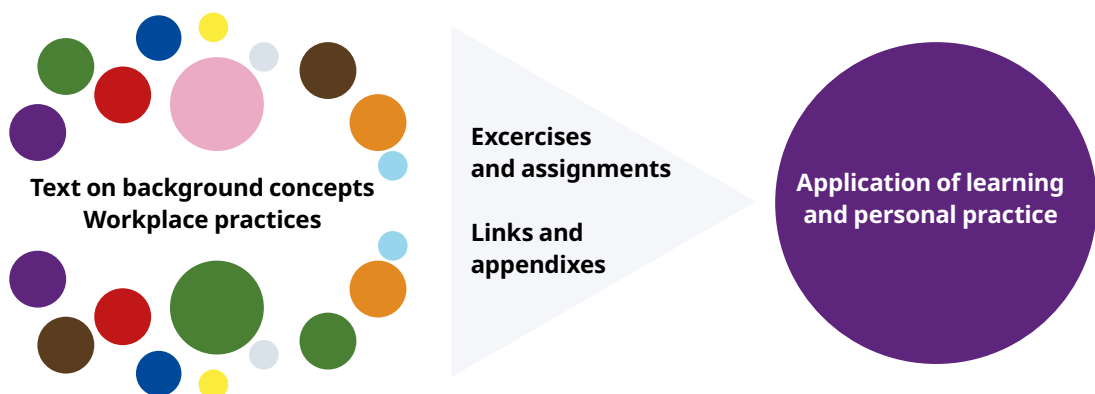 Text on background concepts
Workplace practices
Excercises
and assignments
Links and
appendixes
Application of learning
and personal practice